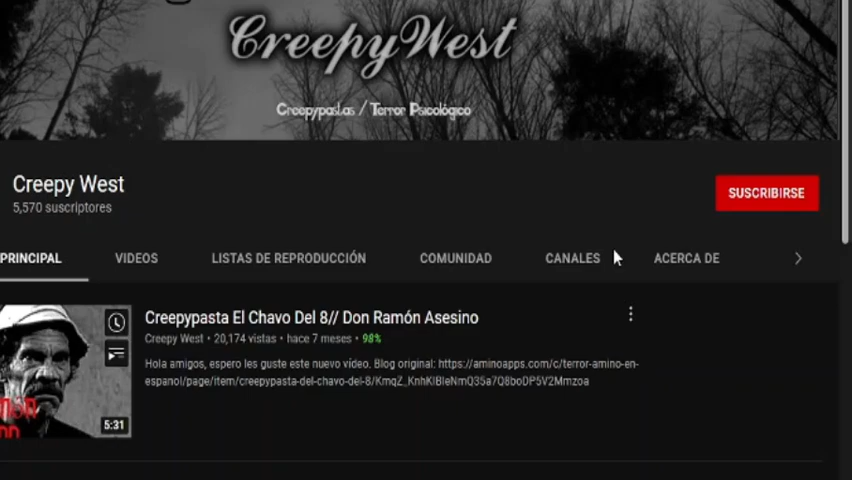 CreepyWest
Creepypastas / Terror Psicológico
Creepy West
5,570 suscriptores
SUSCRIBIRSE
PRINCIPAL VIDEOS LISTAS DE REPRODUCCIÓN COMUNIDAD CANALES ACERCA DE
Creepypasta El Chavo Del 8// Don Ramón Asesino
Creepy West • 20,174 vistas • hace 7 meses • 98%
Hola amigos, espero les guste este nuevo vídeo. Blog original: https://aminoapps.com/c/terror-amino-en-
espanol/page/item/creepypasta-del-chavo-del-8/KmqZ_KnhKIBIeNmQ35a7Q8boDP5V2Mmzoa
5:31